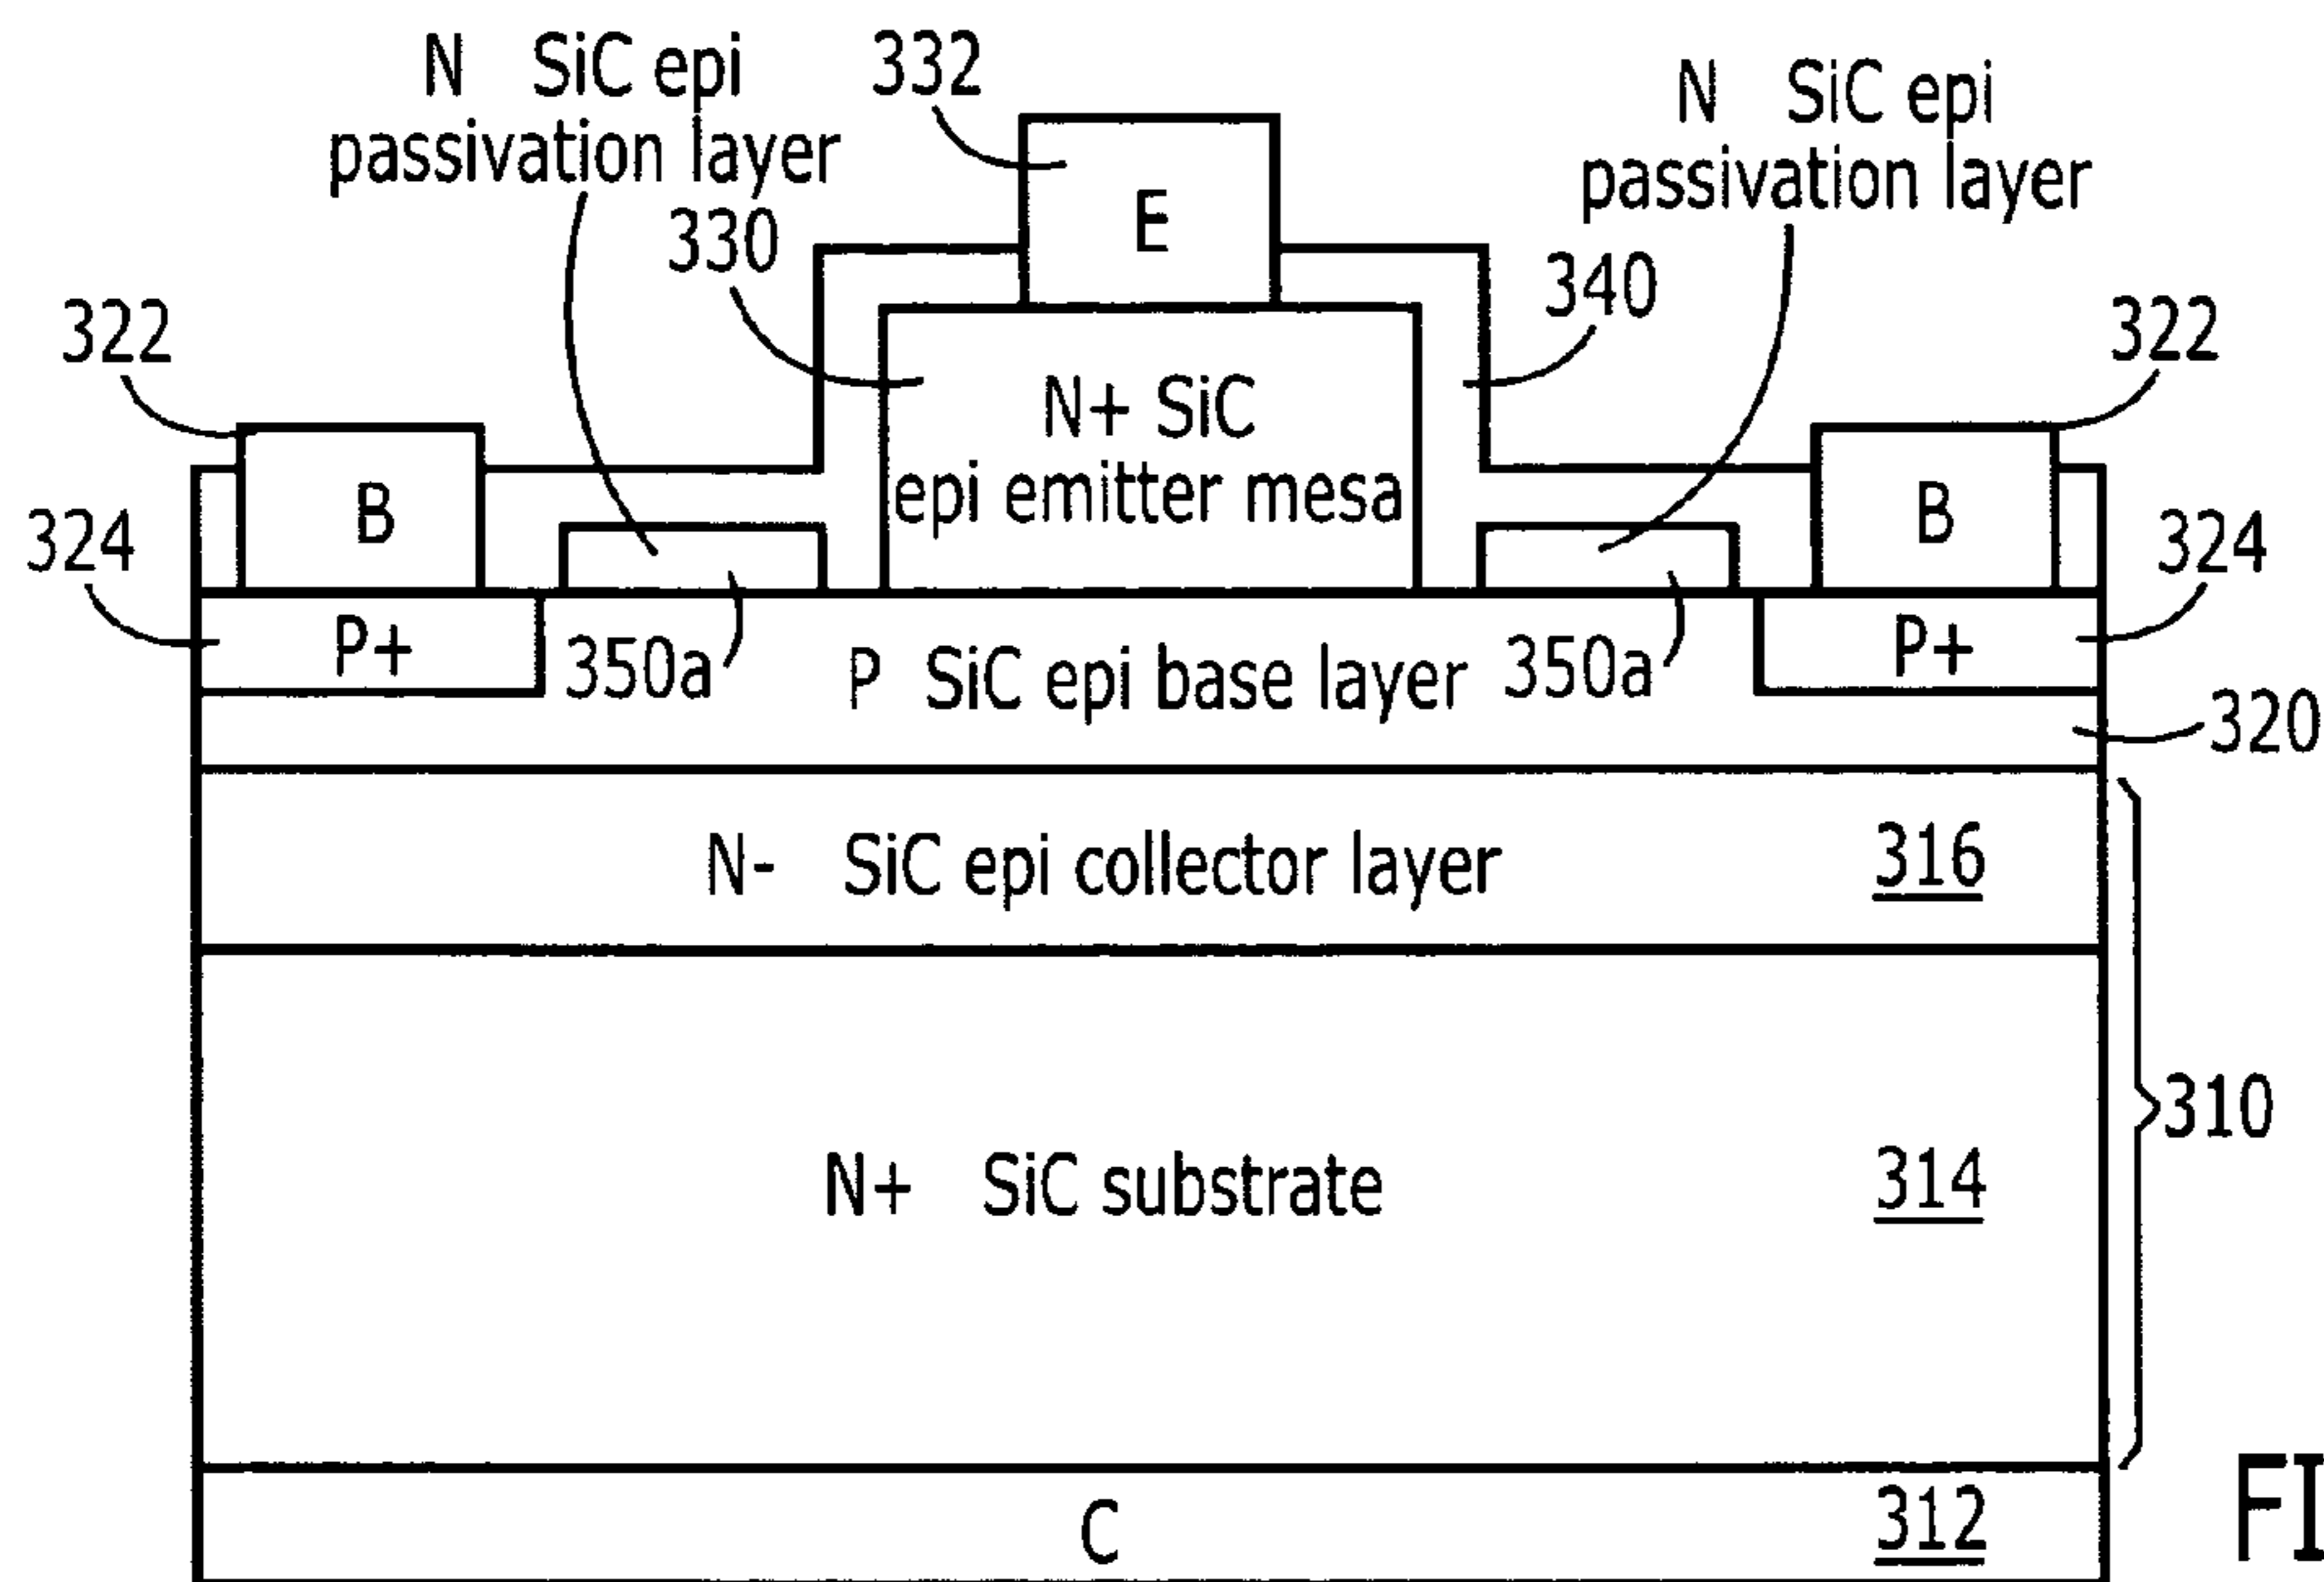 N SiC epi
passivation layer
332
N SiC epi
passivation layer
330
E
340
322
322
N+ SiC
epi emitter mesa
B
B
324
324
P+
350a
P SiC epi base layer
350a
P+
320
N- SiC epi collector layer
316
310
N+ SiC substrate
314
C
312
FI